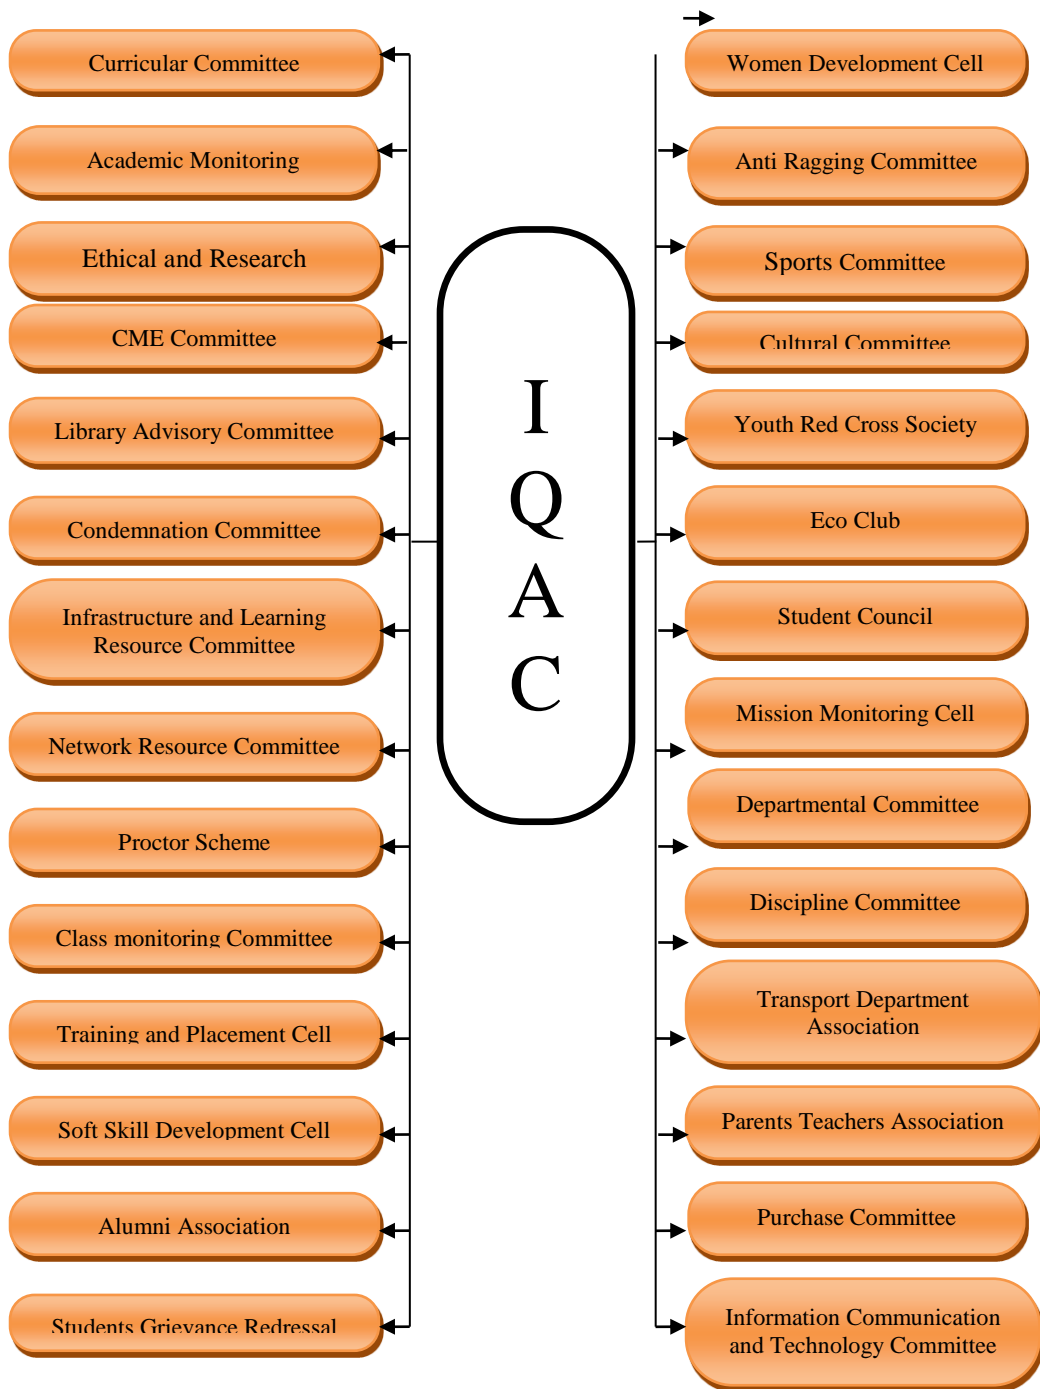 Curricular Committee
Academic Monitoring
Ethical and Research
CME Committee
Library Advisory Committee
Condemnation Committee
Infrastructure and Learning
Resource Committee
Network Resource Committee
Proctor Scheme
Class monitoring Committee
Training and Placement Cell
Soft Skill Development Cell
Alumni Association
Students Grievance Redressal
I
Q
A
C
Women Development Cell
Anti Ragging Committee
Sports Committee
Cultural Committee
Youth Red Cross Society
Eco Club
Student Council
Mission Monitoring Cell
Departmental Committee
Discipline Committee
Transport Department
Association
Parents Teachers Association
Purchase Committee
Information Communication
and Technology Committee